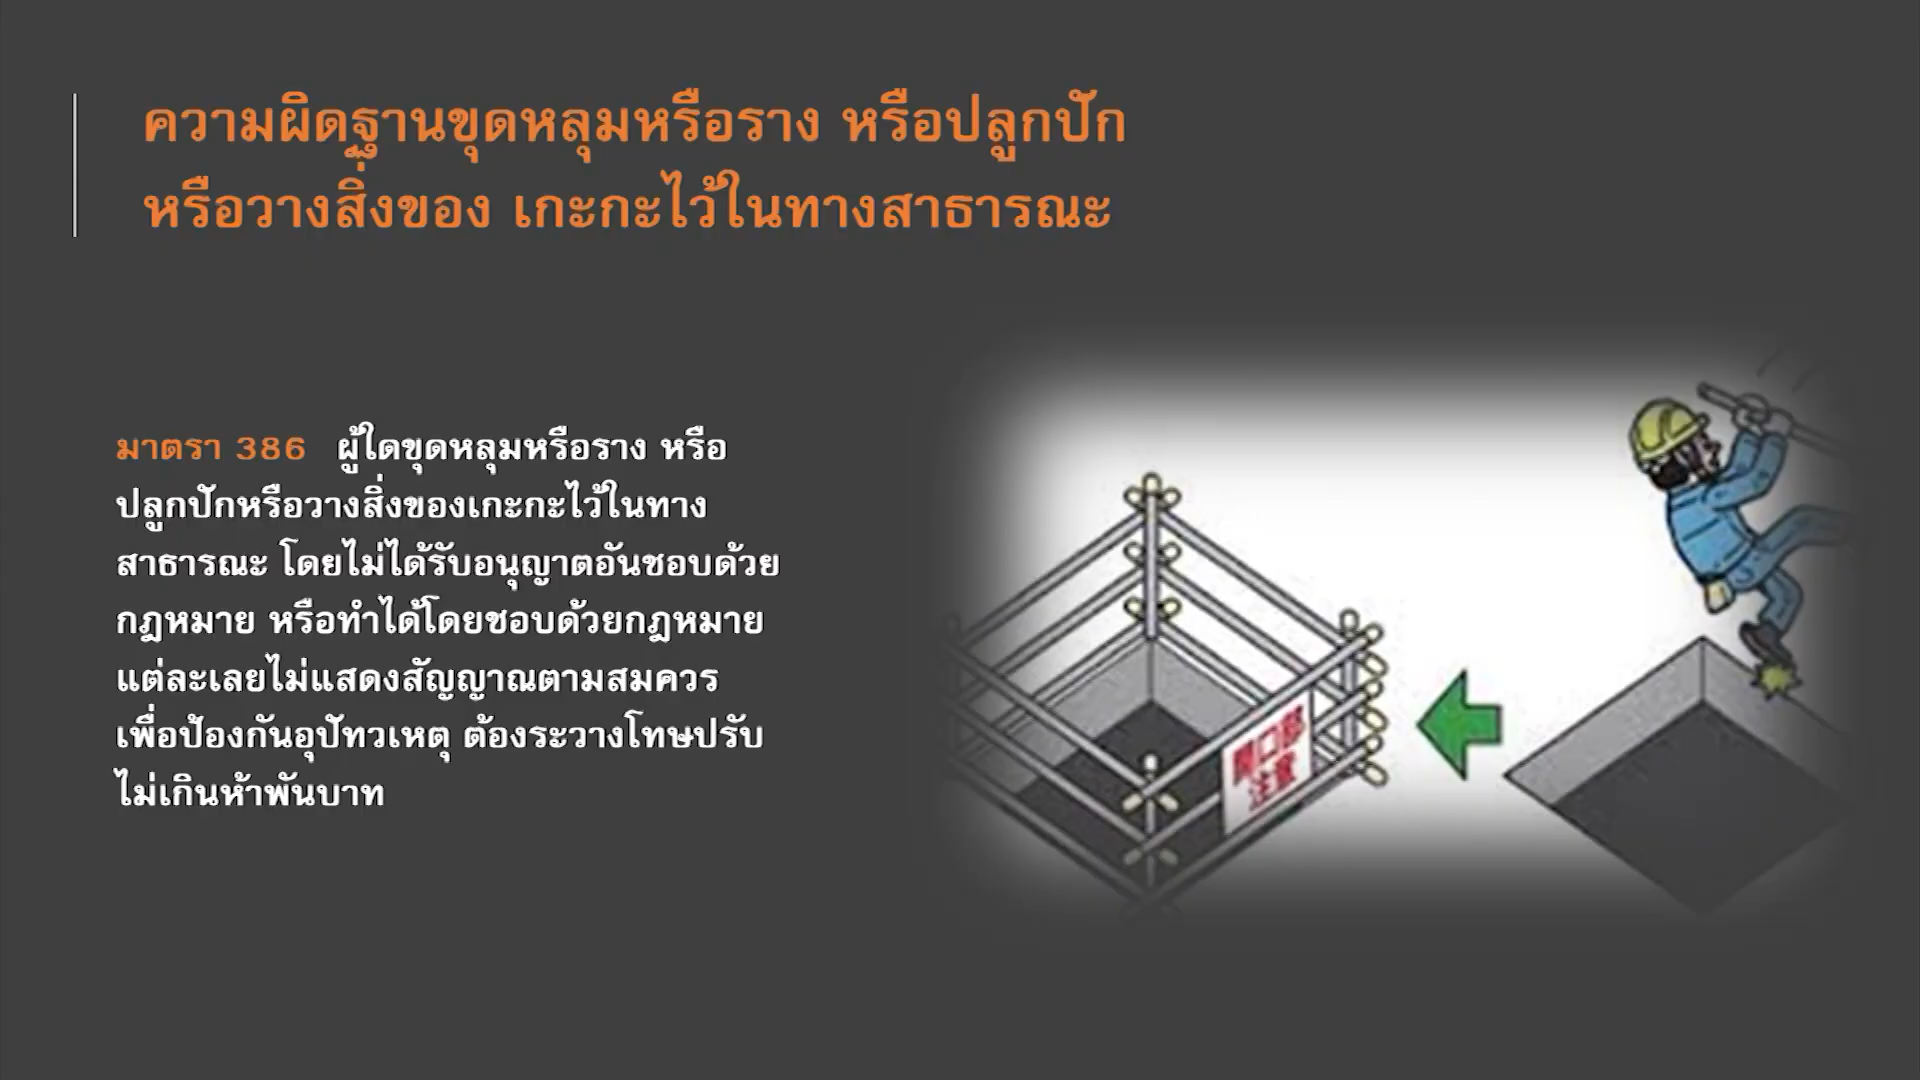 ความผิดฐานขุดหลุมหรือราง หรือปลูกปัก
หรือวางสิ่งของ เกะกะไว้ในทางสาธารณะ
มาตรา 386 ผู้ใดขุดหลุมหรือราง หรือ
ปลูกปักหรือวางสิ่งของเกะกะไว้ในทาง
สาธารณะ โดยไม่ได้รับอนุญาตอันชอบด้วย
กฎหมาย หรือทำได้โดยชอบด้วยกฎหมาย
แต่ละเลยไม่แสดงสัญญาณตามสมควร
เพื่อป้องกันอุปัทวเหตุ ต้องระวางโทษปรับ
ไม่เกินห้าพันบาท
開口部
注意